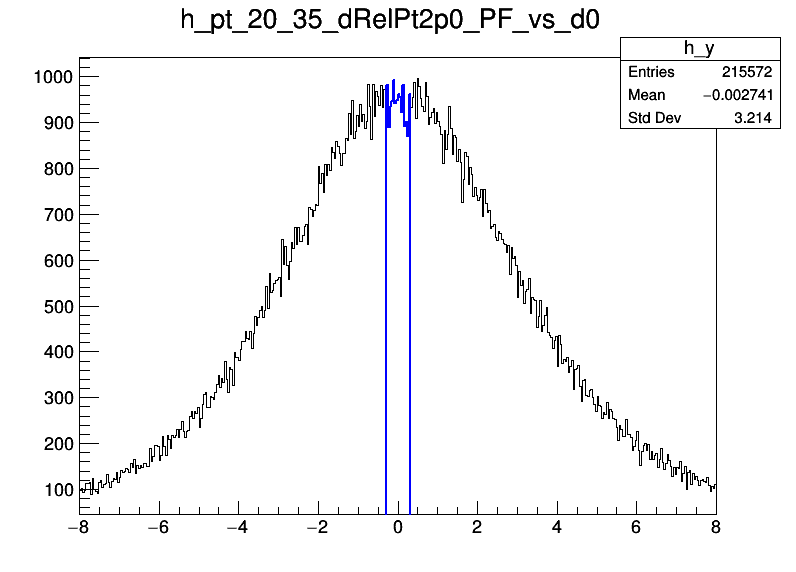 h_pt_20_35_dRelPt2p0_PF_vs_d0
h_y
Entries 215572
Mean −0.002741
Std Dev 3.214
1000
900
800
700
600
500
400
300
200
100
−8 −6 −4 −2 0 2 4 6 8